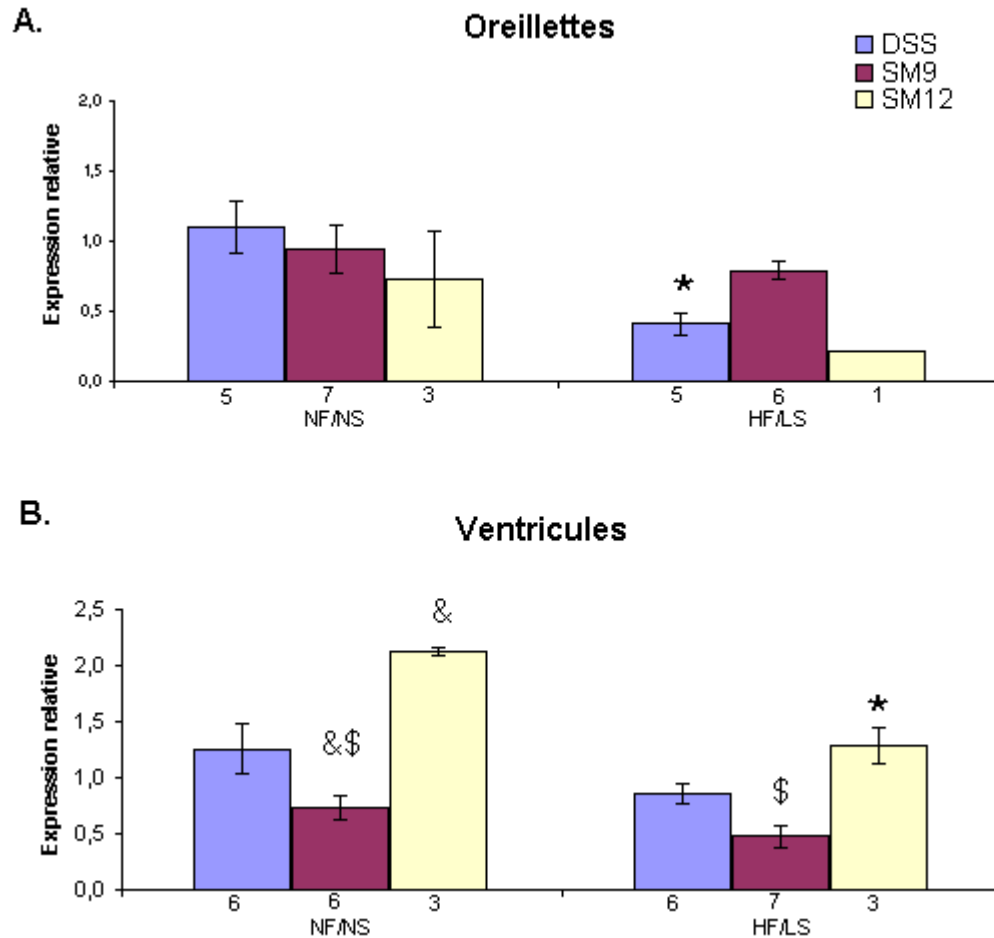 A.
Oreillettes
DSS
SM9
SM12
Expression relative
2,0
1,5
1,0
0,5
0,0
*
5 7 3 5 6 1
NF/NS HF/LS
B.
Ventricules
Expression relative
2,5
2,0
1,5
1,0
0,5
0,0
&
&$
*
$
6 6 3 6 7 3
NF/NS HF/LS